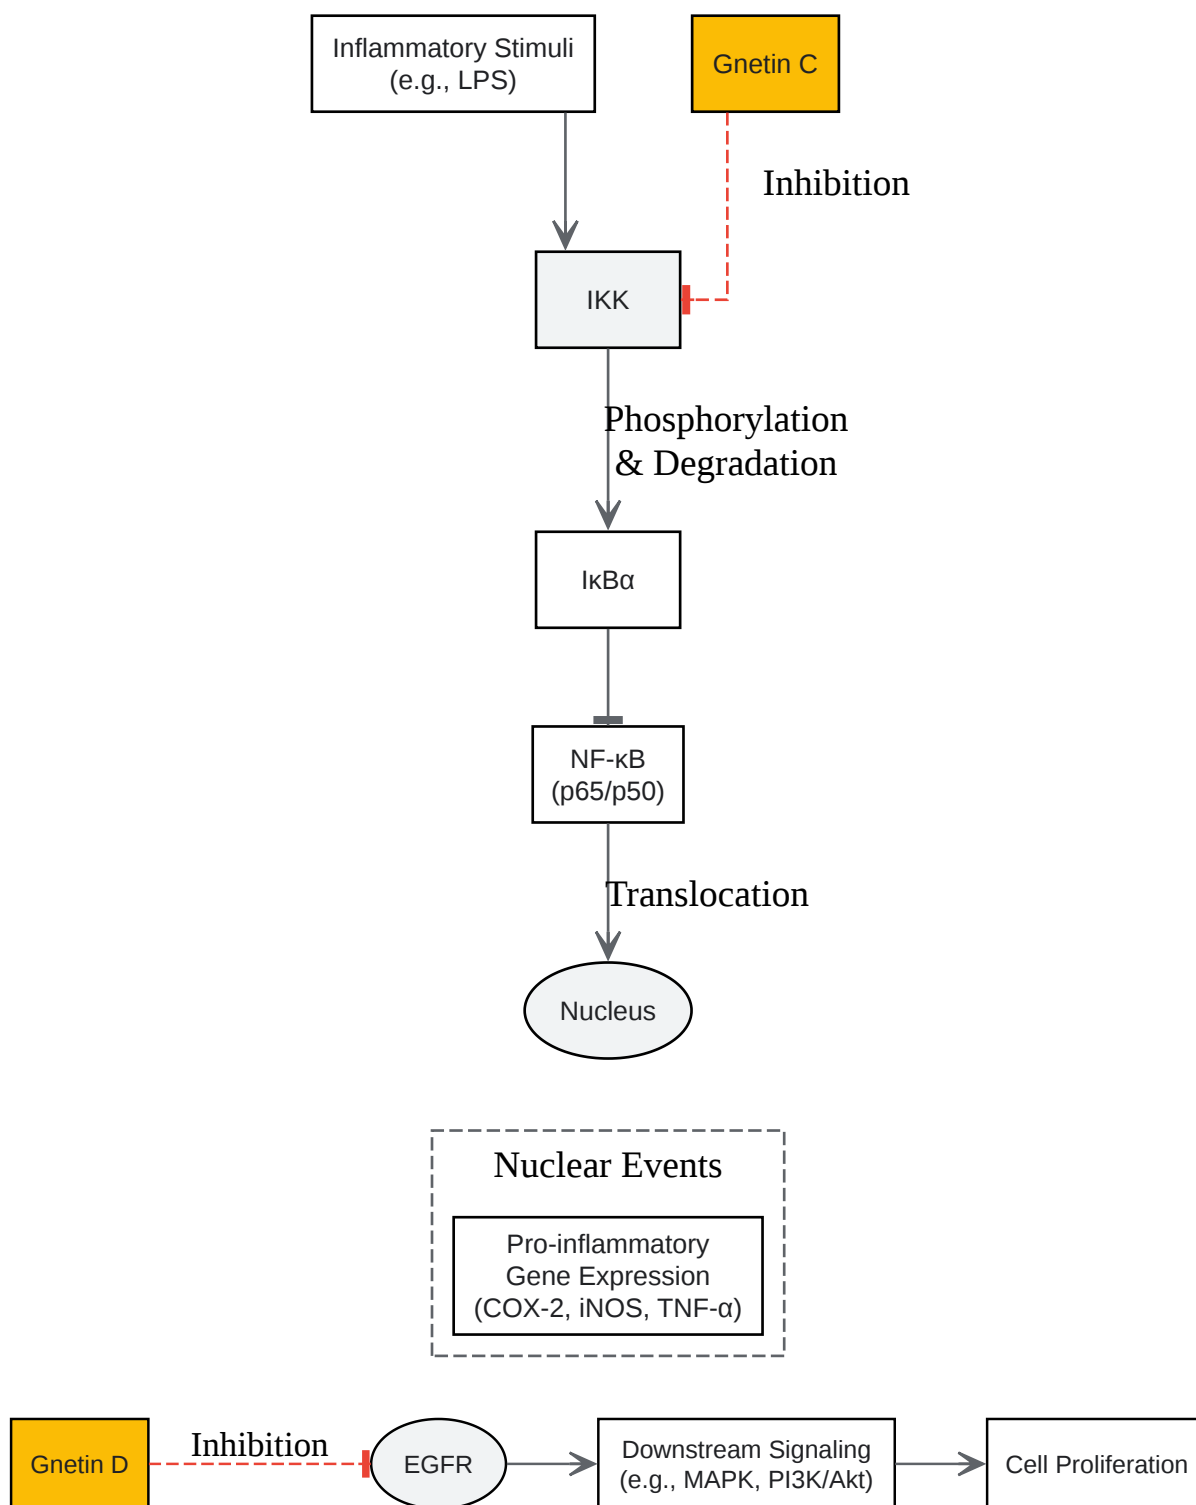 Inflammatory Stimuli
(e.g., LPS)
Gnetin C
Inhibition
IKK
Phosphorylation
& Degradation
IκBα
NF-κB
(p65/p50)
Translocation
Nucleus
Nuclear Events
Pro-inflammatory
Gene Expression
(COX-2, iNOS, TNF-α)
Gnetin D
Inhibition
EGFR
Downstream Signaling
(e.g., MAPK, PI3K/Akt)
Cell Proliferation